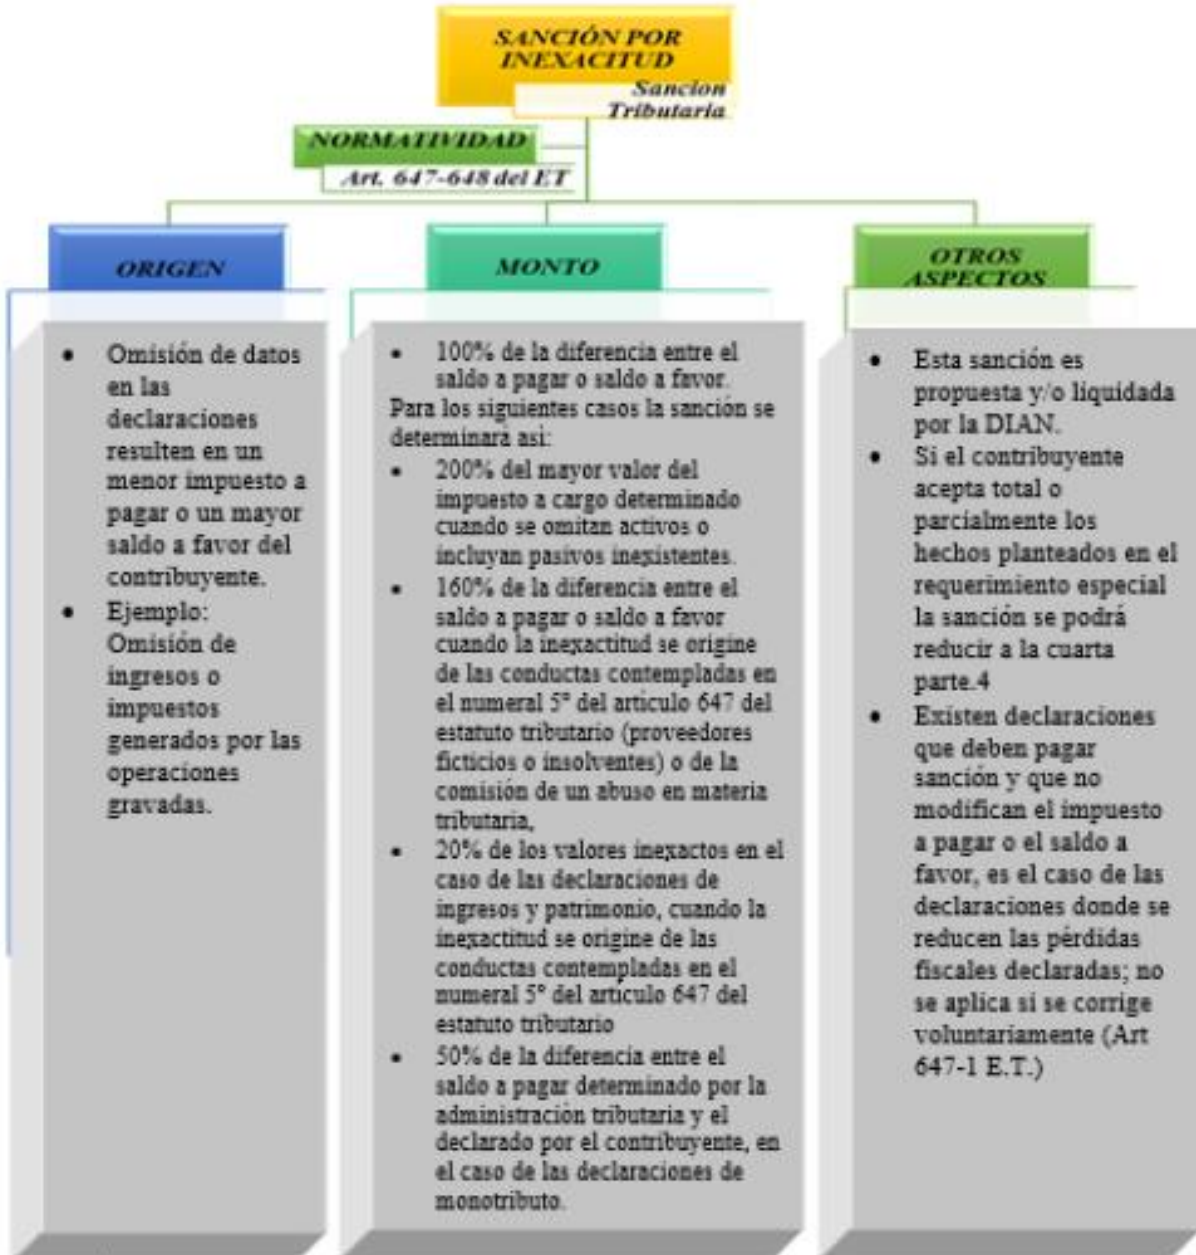 SANCIÓN POR
INEXACITUD
Sancion
Tributaria
NORMATIVIDAD
Art. 647-648 del ET
ORIGEN
• Omisión de datos
en las
declaraciones
resulten en un
menor impuesto a
pagar o un mayor
saldo a favor del
contribuyente.
• Ejemplo:
Omisión de
ingresos o
impuestos
generados por las
operaciones
gravadas.
MONTO
• 100% de la diferencia entre el
saldo a pagar o saldo a favor.
Para los siguientes casos la sanción se
determinará asi:
• 200% del mayor valor del
impuesto a cargo determinado
cuando se omitan activos o
incluyan pasivos inexistentes.
• 160% de la diferencia entre el
saldo a pagar o saldo a favor
cuando la inexactitud se origine
de las conductas contempladas en
el numeral 5° del artículo 647 del
estatuto tributario (proveedores
ficticios o insolventes) o de la
comisión de un abuso en materia
tributaria,
• 20% de los valores inexactos en el
caso de las declaraciones de
ingresos y patrimonio, cuando la
inexactitud se origine de las
conductas contempladas en el
numeral 5° del artículo 647 del
estatuto tributario
• 50% de la diferencia entre el
saldo a pagar determinado por la
administración tributaria y el
declarado por el contribuyente, en
el caso de las declaraciones de
monotributo.
OTROS
ASPECTOS
• Esta sanción es
propuesta y/o liquidada
por la DIAN.
• Si el contribuyente
acepta total o
parcialmente los
hechos planteados en el
requerimiento especial
la sanción se podrá
reducir a la cuarta
parte.4
• Existen declaraciones
que deben pagar
sanción y que no
modifican el impuesto
a pagar o el saldo a
favor, es el caso de las
declaraciones donde se
reducen las pérdidas
fiscales declaradas; no
se aplica si se corrige
voluntariamente (Art
647-1 E.T.)